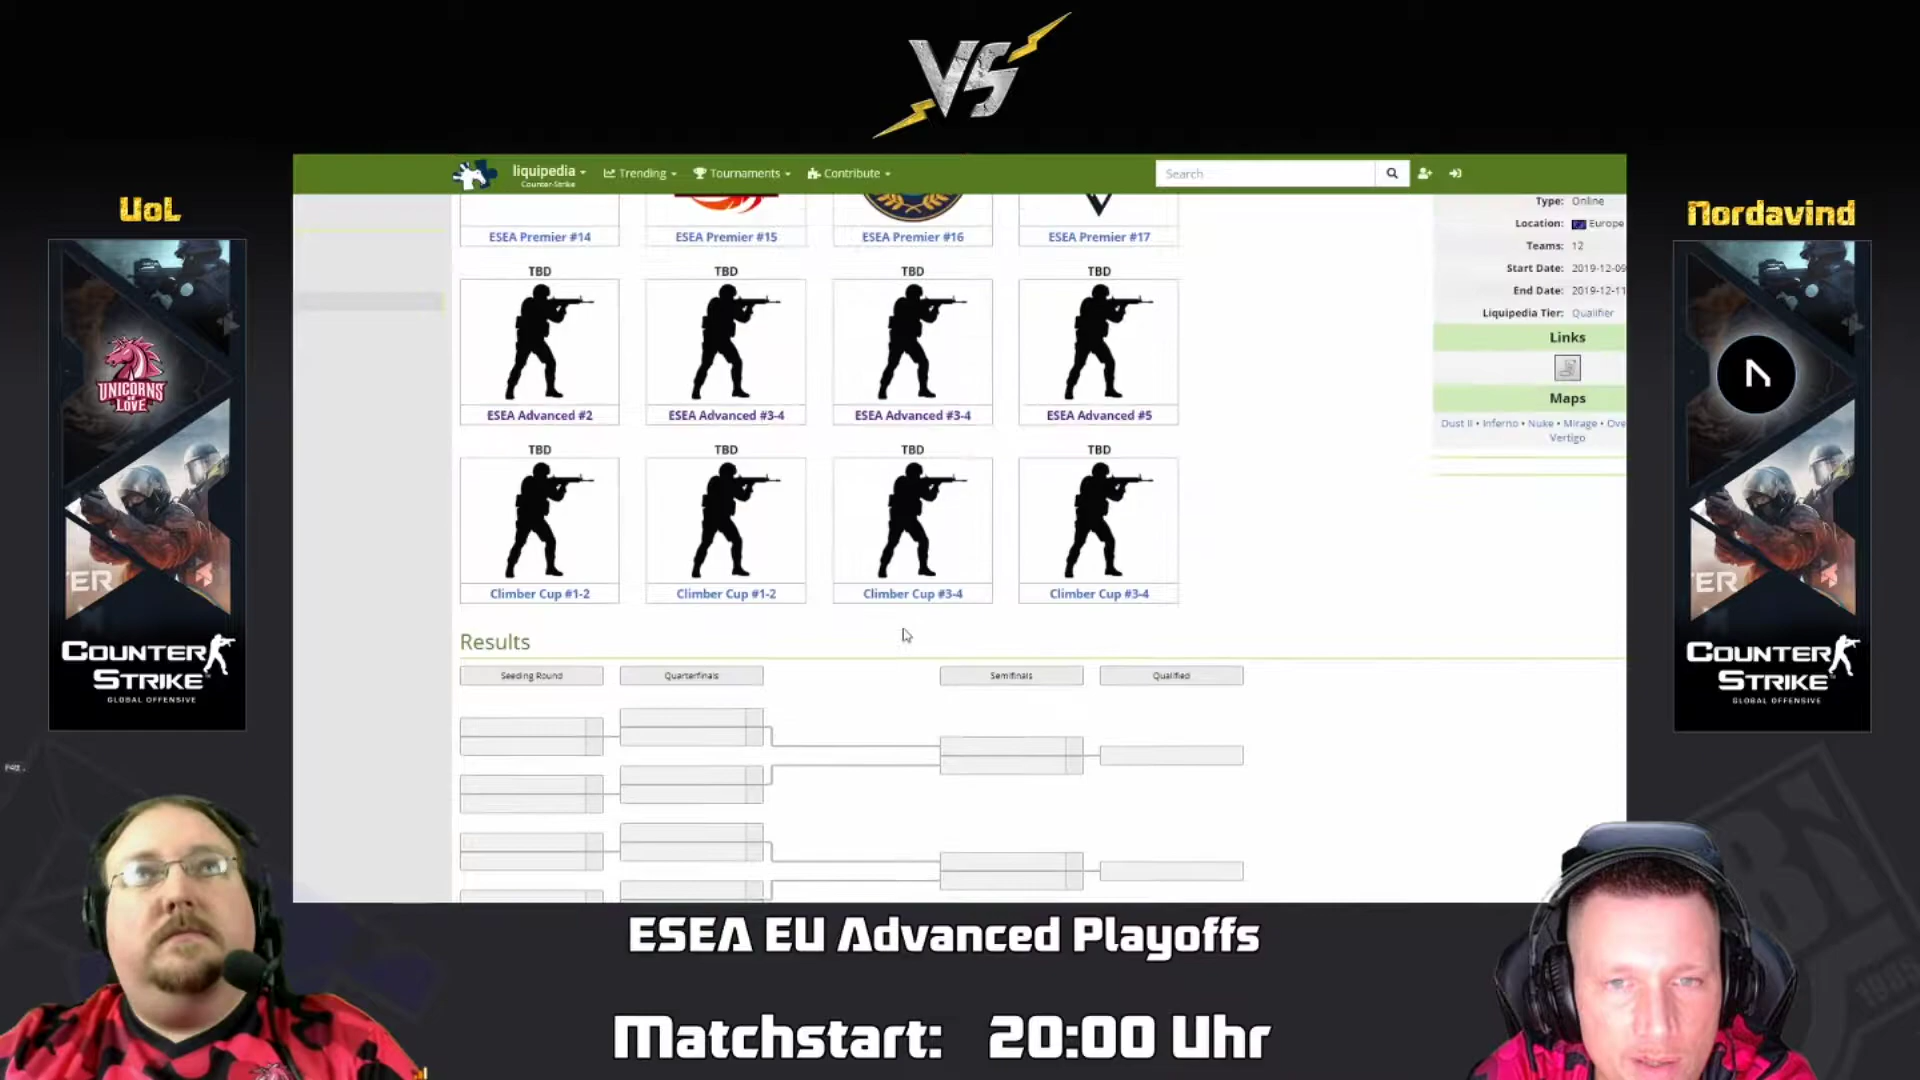 VS
UoL
Nordavind
liquipedia
Counter-Strike
Trending
Tournaments
Contribute
Search
ESEA Premier #14
ESEA Premier #15
ESEA Premier #16
ESEA Premier #17
Type: Online
Location: Europe
Teams: 12
Start Date: 2019-12-09
End Date: 2019-12-11
Liquipedia Tier: Qualifier
Links
Maps
Dust II • Inferno • Nuke • Mirage • Ove
Vertigo
TBD
TBD
TBD
TBD
ESEA Advanced #2
ESEA Advanced #3-4
ESEA Advanced #3-4
ESEA Advanced #5
TBD
TBD
TBD
TBD
Climber Cup #1-2
Climber Cup #1-2
Climber Cup #3-4
Climber Cup #3-4
Results
Seeding Round
Quarterfinals
Semifinals
Qualified
UNICORNS
OF
LOVE
TER
COUNTER
STRIKE
GLOBAL OFFENSIVE
TER
COUNTER
STRIKE
GLOBAL OFFENSIVE
ESEA EU Advanced Playoffs
Matchstart: 20:00 Uhr